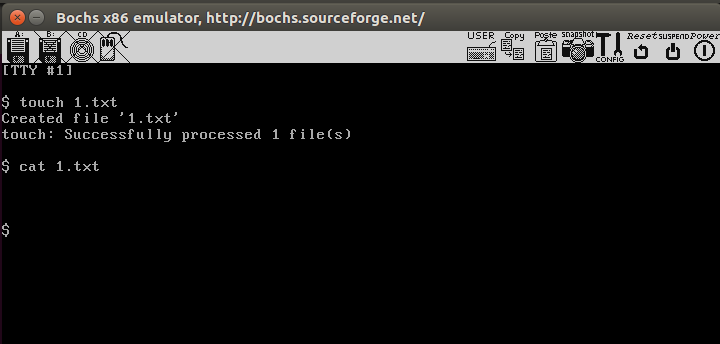 Bochs x86 emulator, http://bochs.sourceforge.net/
A: B: CD USER Copy Paste snapshot CONFIG Reset SUSPEND Power
[TTY #1]
$ touch 1.txt
Created file '1.txt'
touch: Successfully processed 1 file(s)
$ cat 1.txt
$